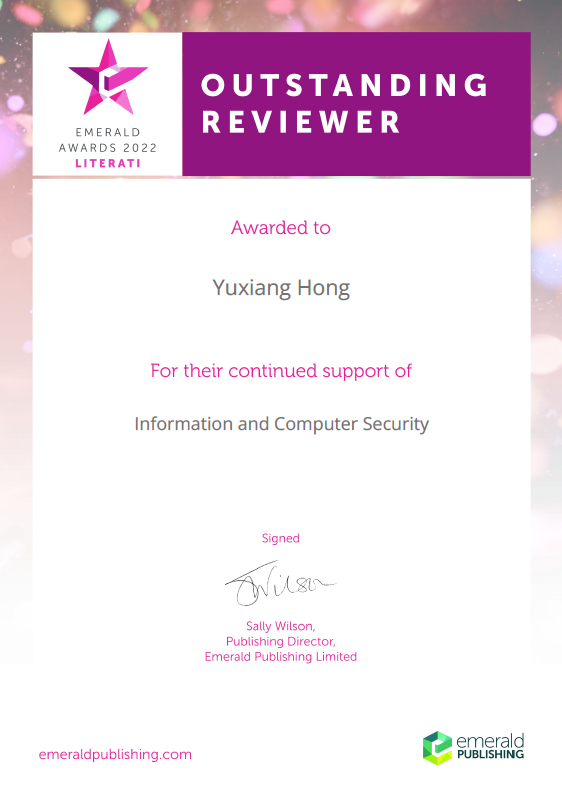 EMERALD
AWARDS 2022
LITERATI
OUTSTANDING
REVIEWER
Awarded to
Yuxiang Hong
For their continued support of
Information and Computer Security
Signed
SWilson
Sally Wilson,
Publishing Director,
Emerald Publishing Limited
emeraldpublishing.com
emerald
PUBLISHING